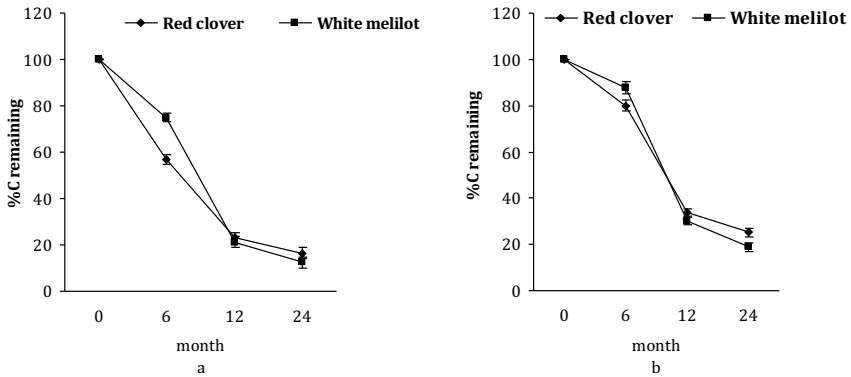 120
Red clover
White melilot
100
80
60
40
20
0
%C remaining
0 6 12 24
month
a
120
Red clover
White melilot
100
80
60
40
20
0
%C remaining
0 6 12 24
month
b